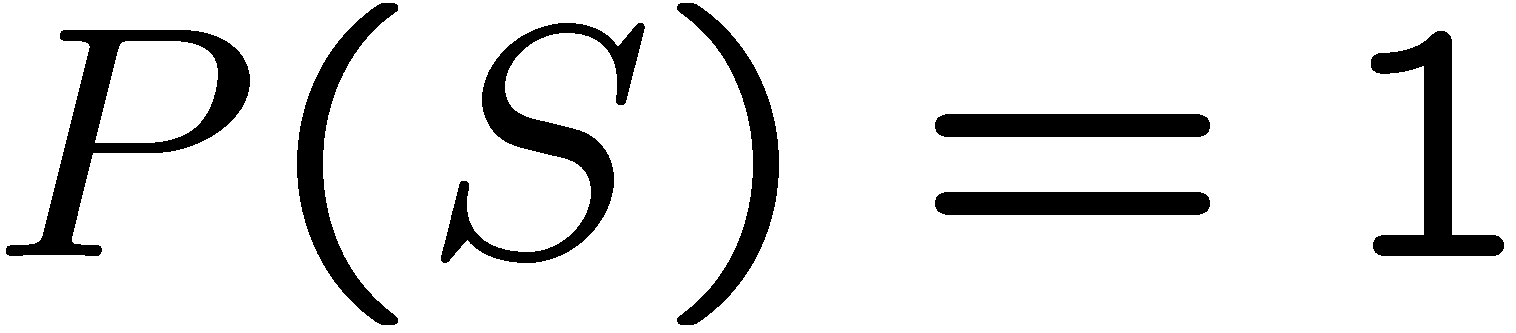 P(S) = 1